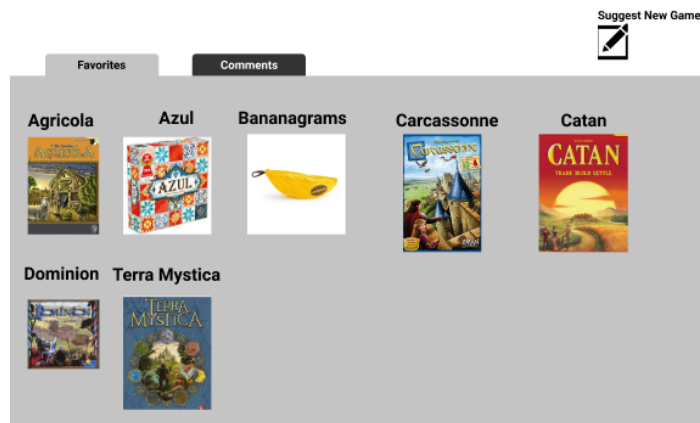 Suggest New Game
Favorites
Comments
Agricola
Azul
Bananagrams
Carcassonne
Catan
AGRICOLA
AZUL
Carcassonne
CATAN
TRADE BUILD SETTLE
Dominion
Terra Mystica
DOMINION
TERRA
MYSTICA